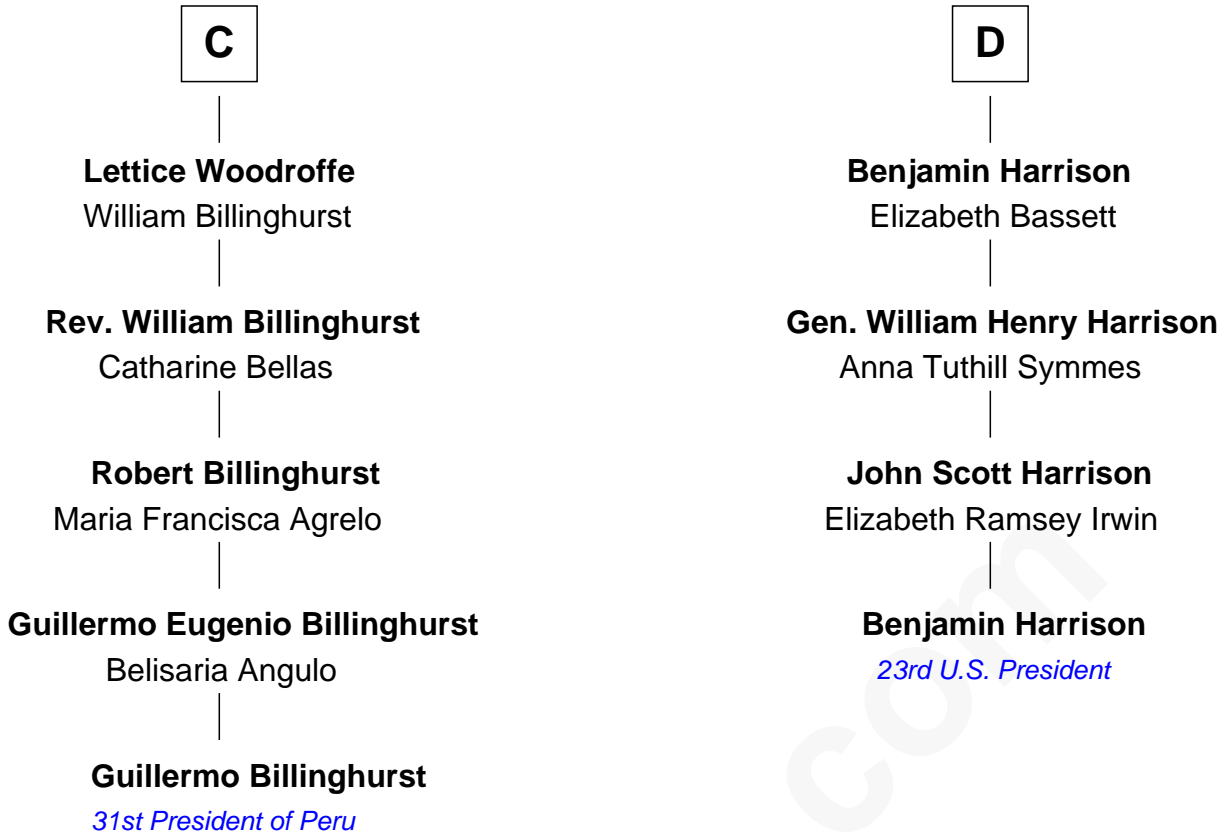 C
Lettice Woodroffe
William Billinghurst
Rev. William Billinghurst
Catharine Bellas
Robert Billinghurst
Maria Francisca Agrelo
Guillermo Eugenio Billinghurst
Belisaria Angulo
Guillermo Billinghurst
31st President of Peru
D
Benjamin Harrison
Elizabeth Bassett
Gen. William Henry Harrison
Anna Tuthill Symmes
John Scott Harrison
Elizabeth Ramsey Irwin
Benjamin Harrison
23rd U.S. President
com